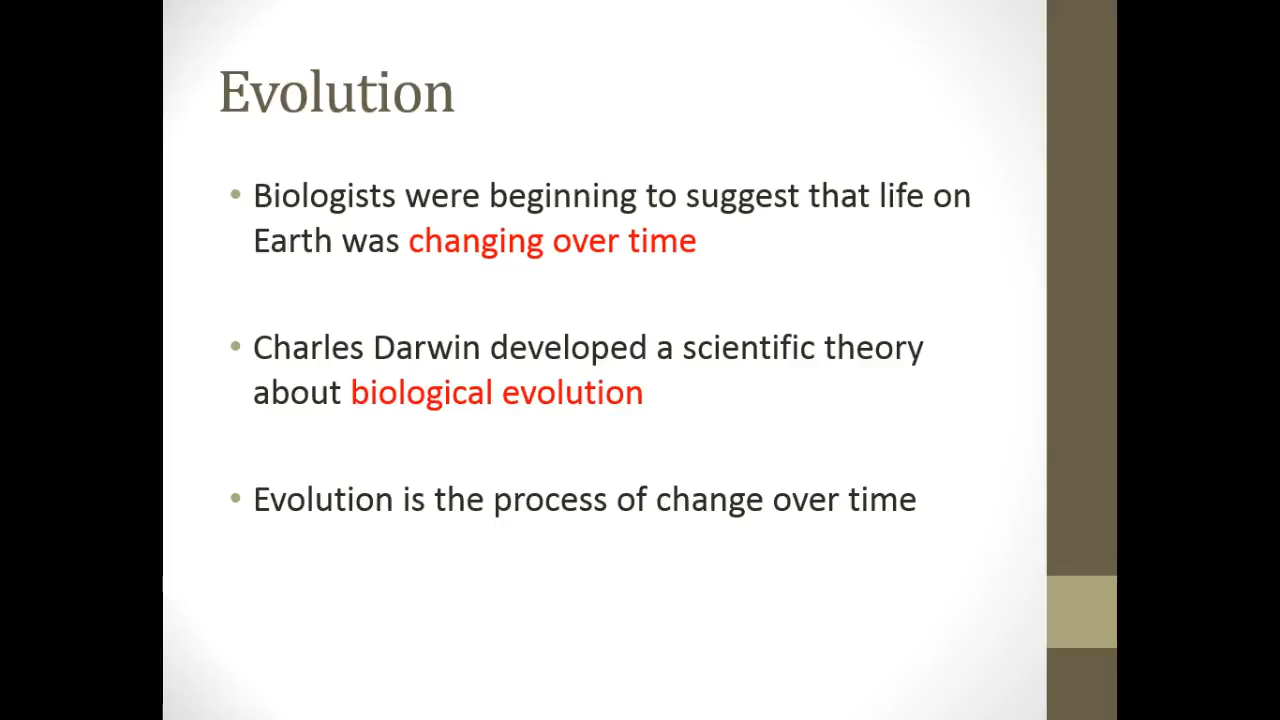 Evolution
• Biologists were beginning to suggest that life on
Earth was changing over time
• Charles Darwin developed a scientific theory
about biological evolution
• Evolution is the process of change over time